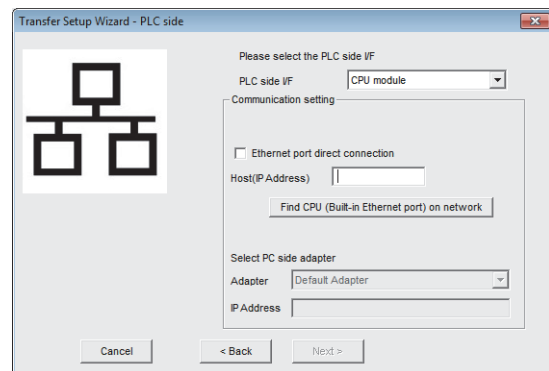 Transfer Setup Wizard - PLC side
Please select the PLC side I/F
PLC side I/F CPU module
Communication setting
Ethernet port direct connection
Host(IP Address)
Find CPU (Built-in Ethernet port) on network
Select PC side adapter
Adapter Default Adapter
IP Address
Cancel < Back Next >